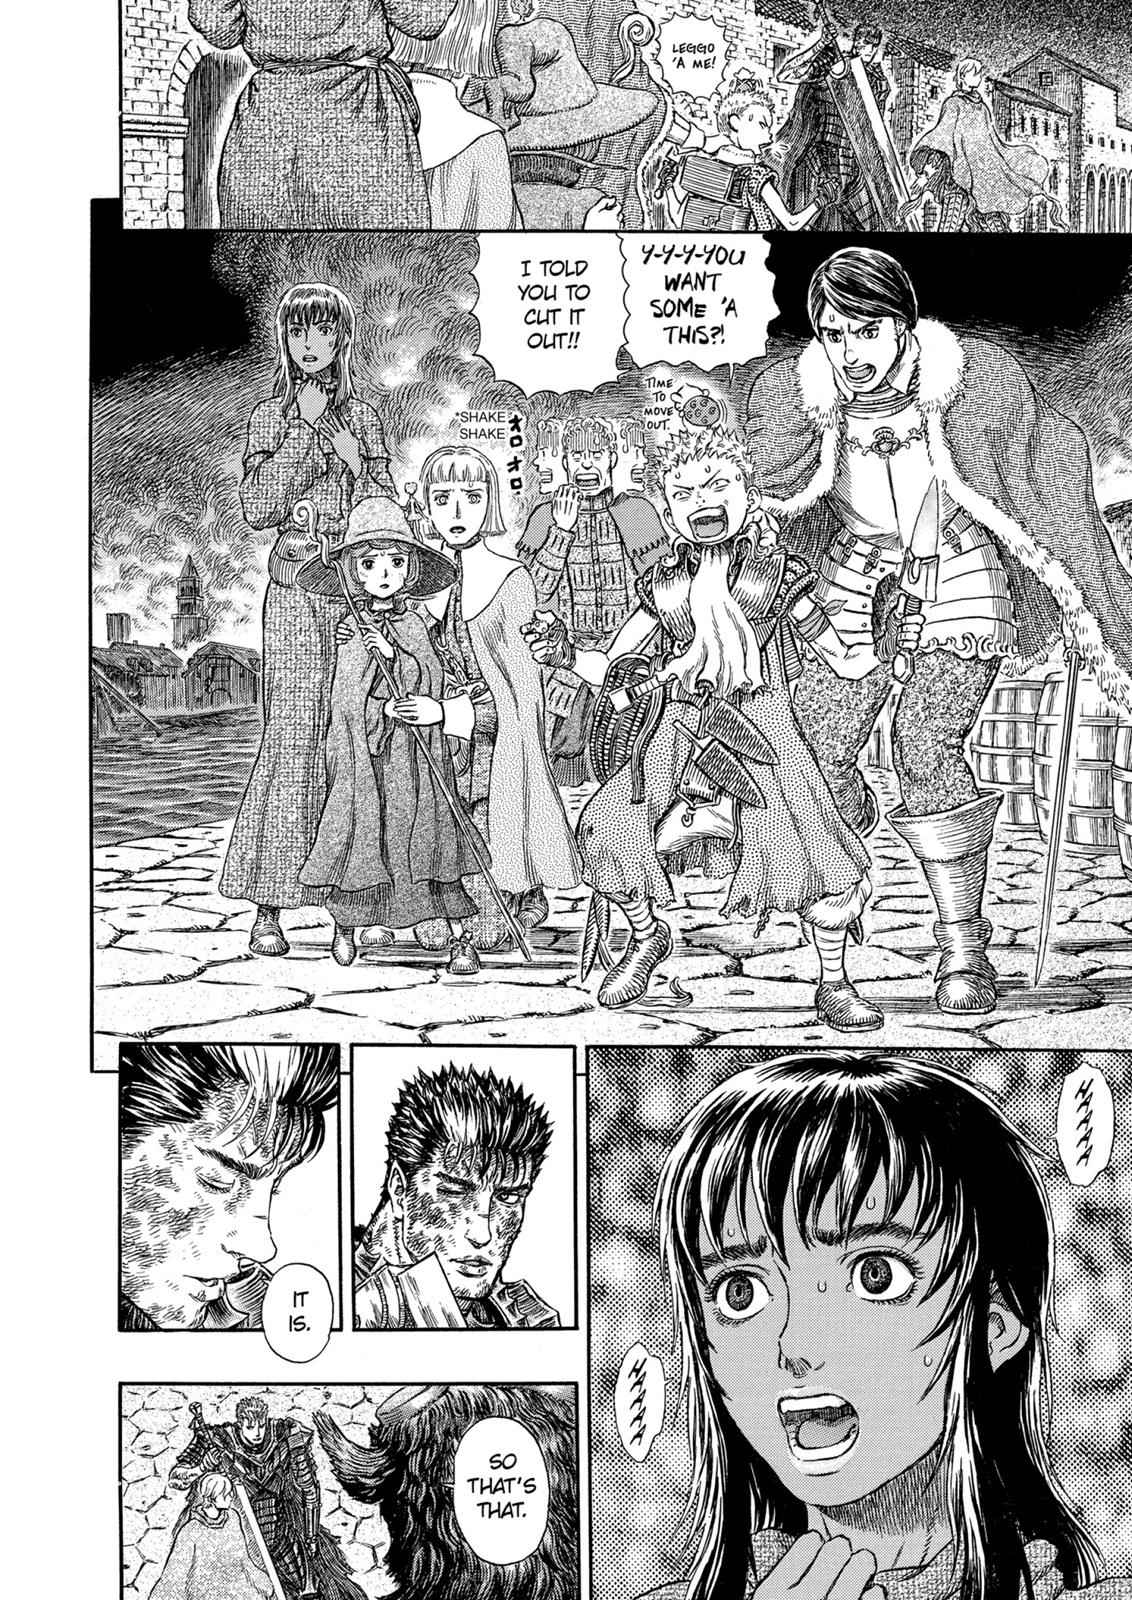 LEGGO
'A ME!
Y-Y-Y-YOU
WANT
SOME 'A
THIS?!
I TOLD
YOU TO
CUT IT
OUT!!
TIME
TO
MOVE
OUT.
*SHAKE
SHAKE
オロオロ
IT
IS.
SO
THAT'S
THAT.